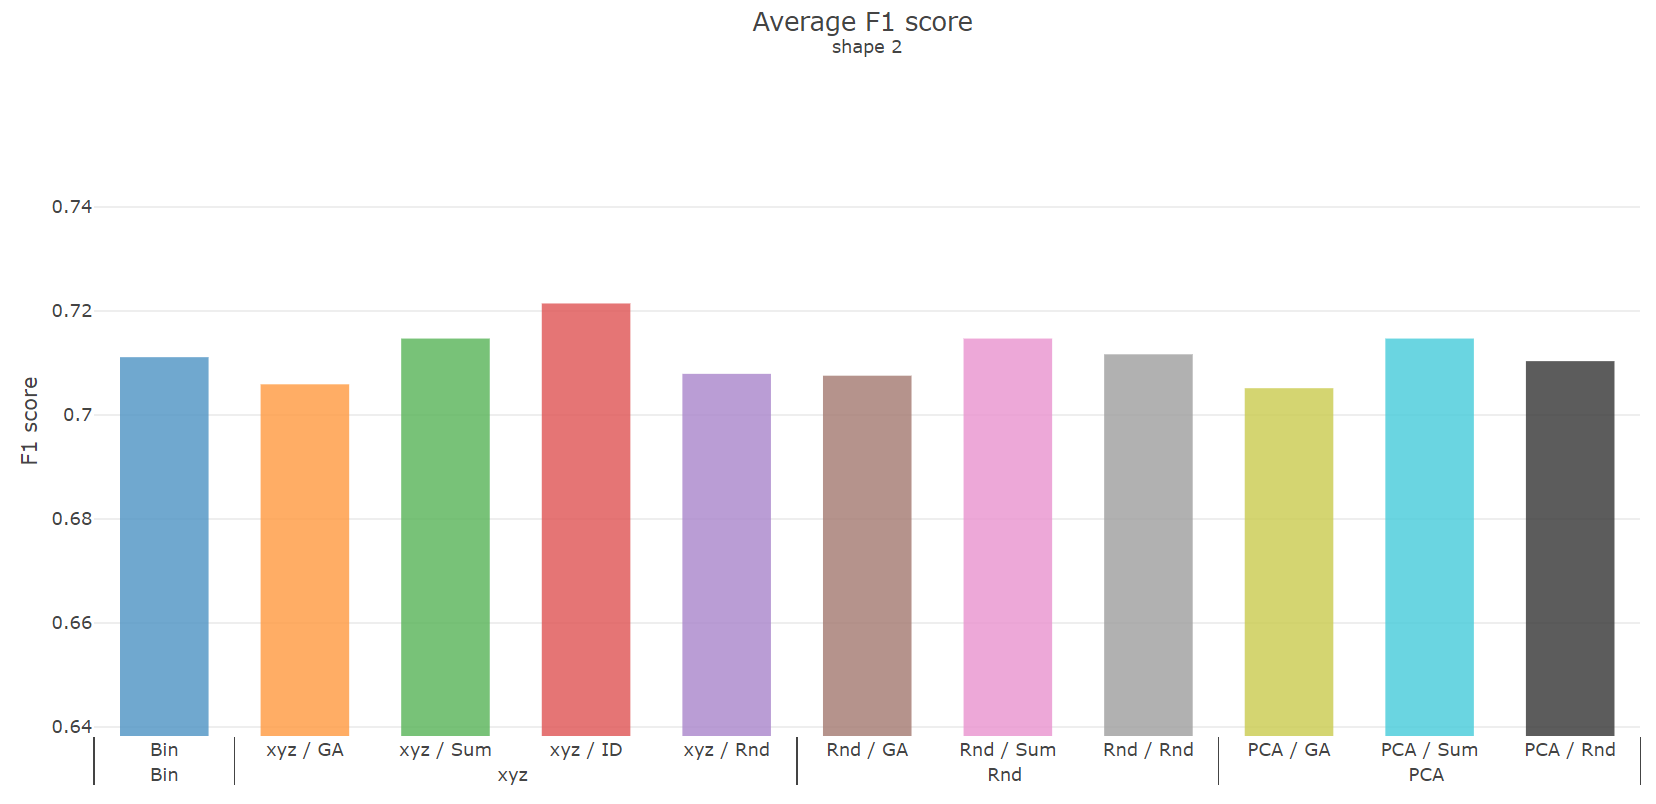 Average F1 score
shape 2
0.74
0.72
0.7
0.68
0.66
0.64
F1 score
Bin xyz / GA xyz / Sum xyz / ID xyz / Rnd Rnd / GA Rnd / Sum Rnd / Rnd PCA / GA PCA / Sum PCA / Rnd
Bin xyz Rnd PCA